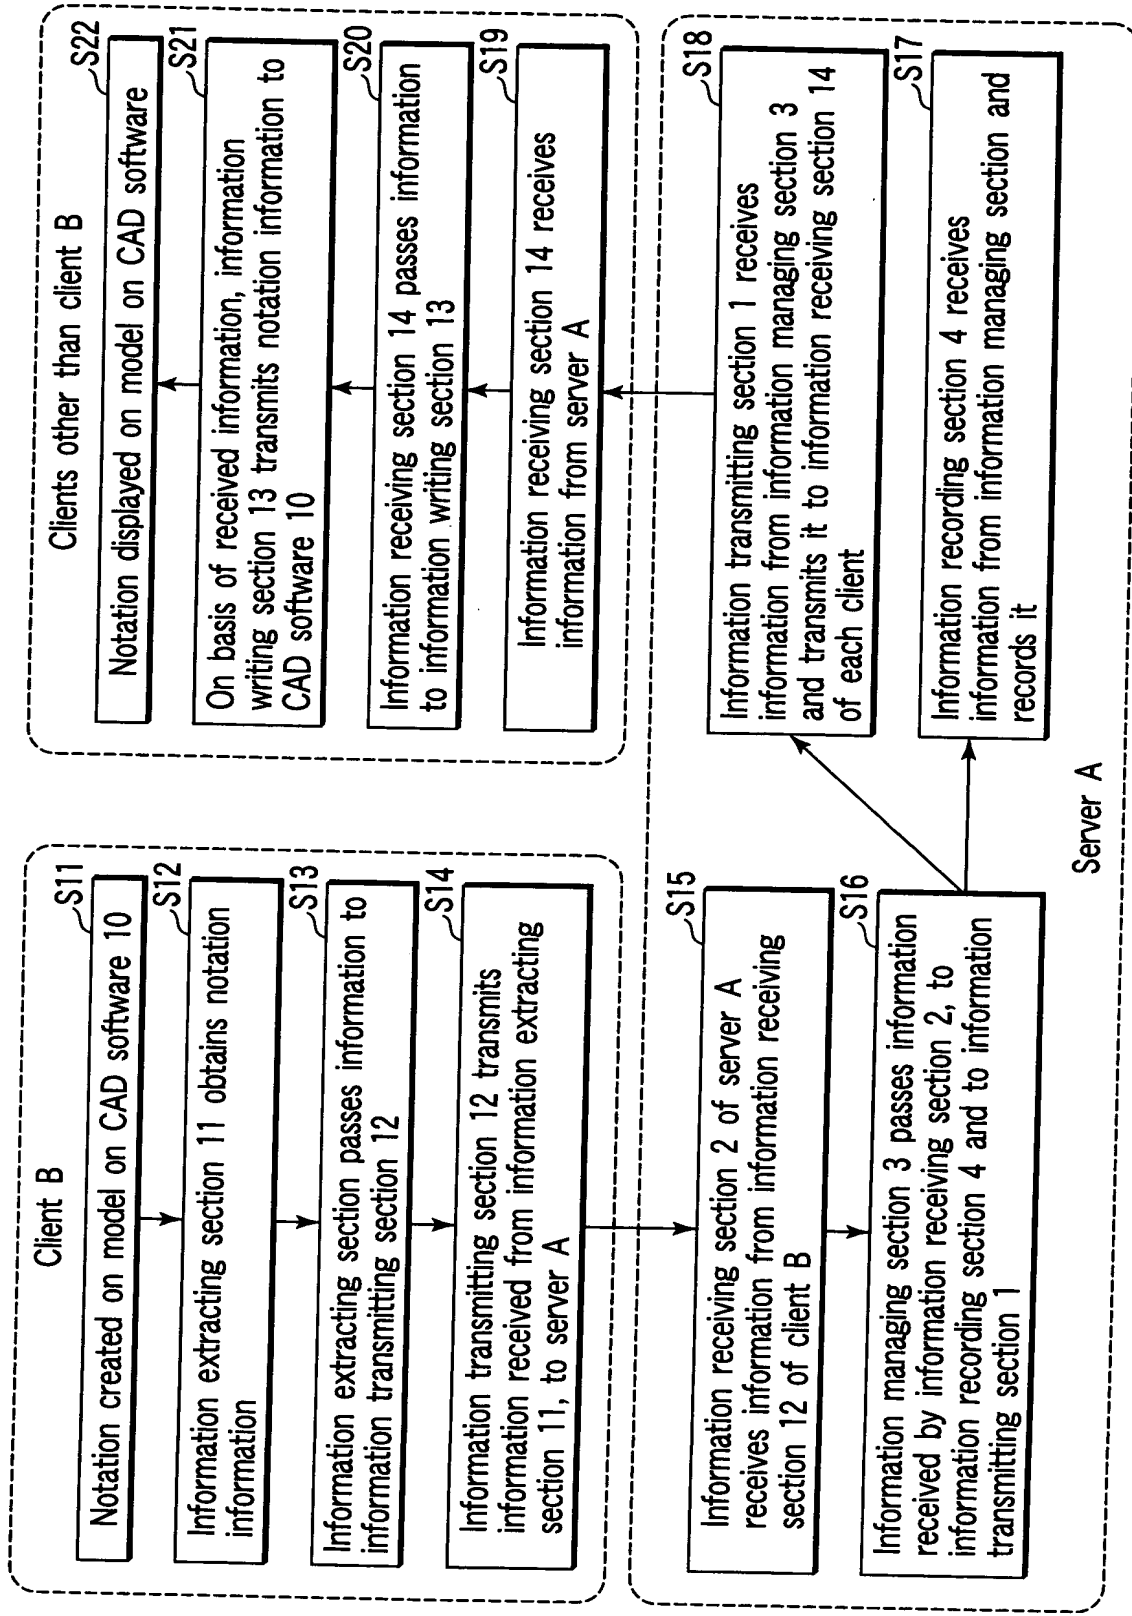 Client B
S11
Notation created on model on CAD software 10
S12
Information extracting section 11 obtains notation
information
S13
Information extracting section passes information to
information transmitting section 12
S14
Information transmitting section 12 transmits
information received from information extracting
section 11, to server A
S15
Information receiving section 2 of server A
receives information from information receiving
section 12 of client B
S16
Information managing section 3 passes information
received by information receiving section 2, to
information recording section 4 and to information
transmitting section 1
Clients other than client B
S22
Notation displayed on model on CAD software
S21
On basis of received information, information
writing section 13 transmits notation information to
CAD software 10
S20
Information receiving section 14 passes information
to information writing section 13
S19
Information receiving section 14 receives
information from server A
S18
Information transmitting section 1 receives
information from information managing section 3
and transmits it to information receiving section 14
of each client
S17
Information recording section 4 receives
information from information managing section and
records it
Server A